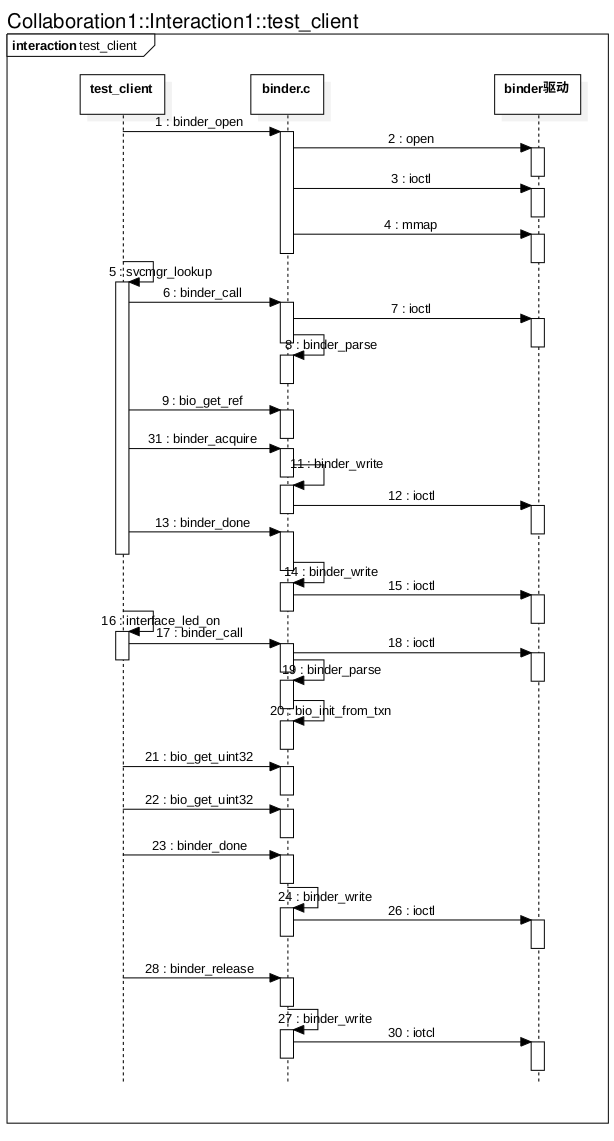 Collaboration1::Interaction1::test_client
interaction test_client
test_client
binder.c
binder驱动
1 : binder_open
2 : open
3 : ioctl
4 : mmap
5 : svcmgr_lookup
6 : binder_call
7 : ioctl
8 : binder_parse
9 : bio_get_ref
31 : binder_acquire
11 : binder_write
12 : ioctl
13 : binder_done
14 : binder_write
15 : ioctl
16 : interface_led_on
17 : binder_call
18 : ioctl
19 : binder_parse
20 : bio_init_from_txn
21 : bio_get_uint32
22 : bio_get_uint32
23 : binder_done
24 : binder_write
26 : ioctl
28 : binder_release
27 : binder_write
30 : iotcl